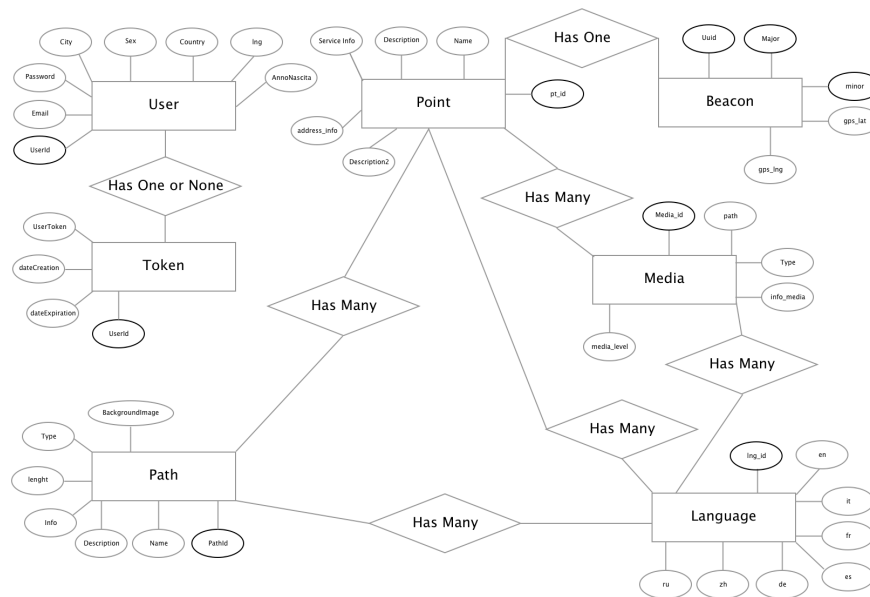 City
Sex
Country
lng
Password
AnnoNascita
User
Email
UserId
Has One or None
UserToken
dateCreation
Token
dateExpiration
UserId
Service Info
Description
Name
Point
pt_id
address_Info
Description2
Has One
Uuid
Major
Beacon
minor
gps_lat
gps_lng
Has Many
Media_id
path
Type
Media
info_media
media_level
Has Many
Has Many
Has Many
BackgroundImage
Type
lenght
Path
Info
Description
Name
PathId
Has Many
lng_id
en
it
Language
fr
es
ru
zh
de